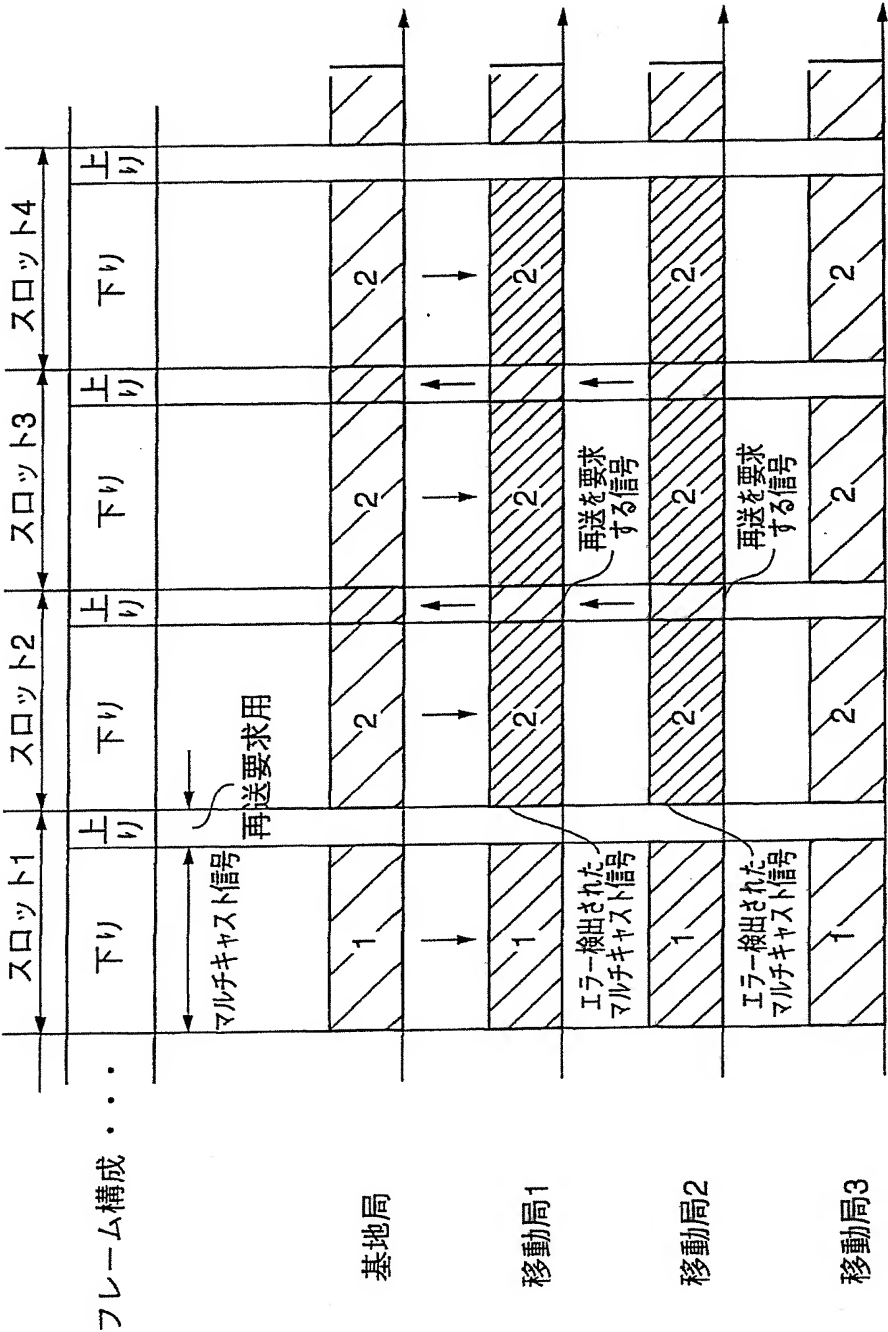 スロット1 スロット2 スロット3 スロット4
フレーム構成 ・・・ 下り 上り 下り 上り 下り 上り 下り 上り
マルチキャスト信号
再送要求用
基地局 1 2 2 2
移動局1 1 2 2 2
エラー検出された
マルチキャスト信号
再送を要求
する信号
移動局2 1 2 2 2
エラー検出された
マルチキャスト信号
再送を要求
する信号
移動局3 1 2 2 2